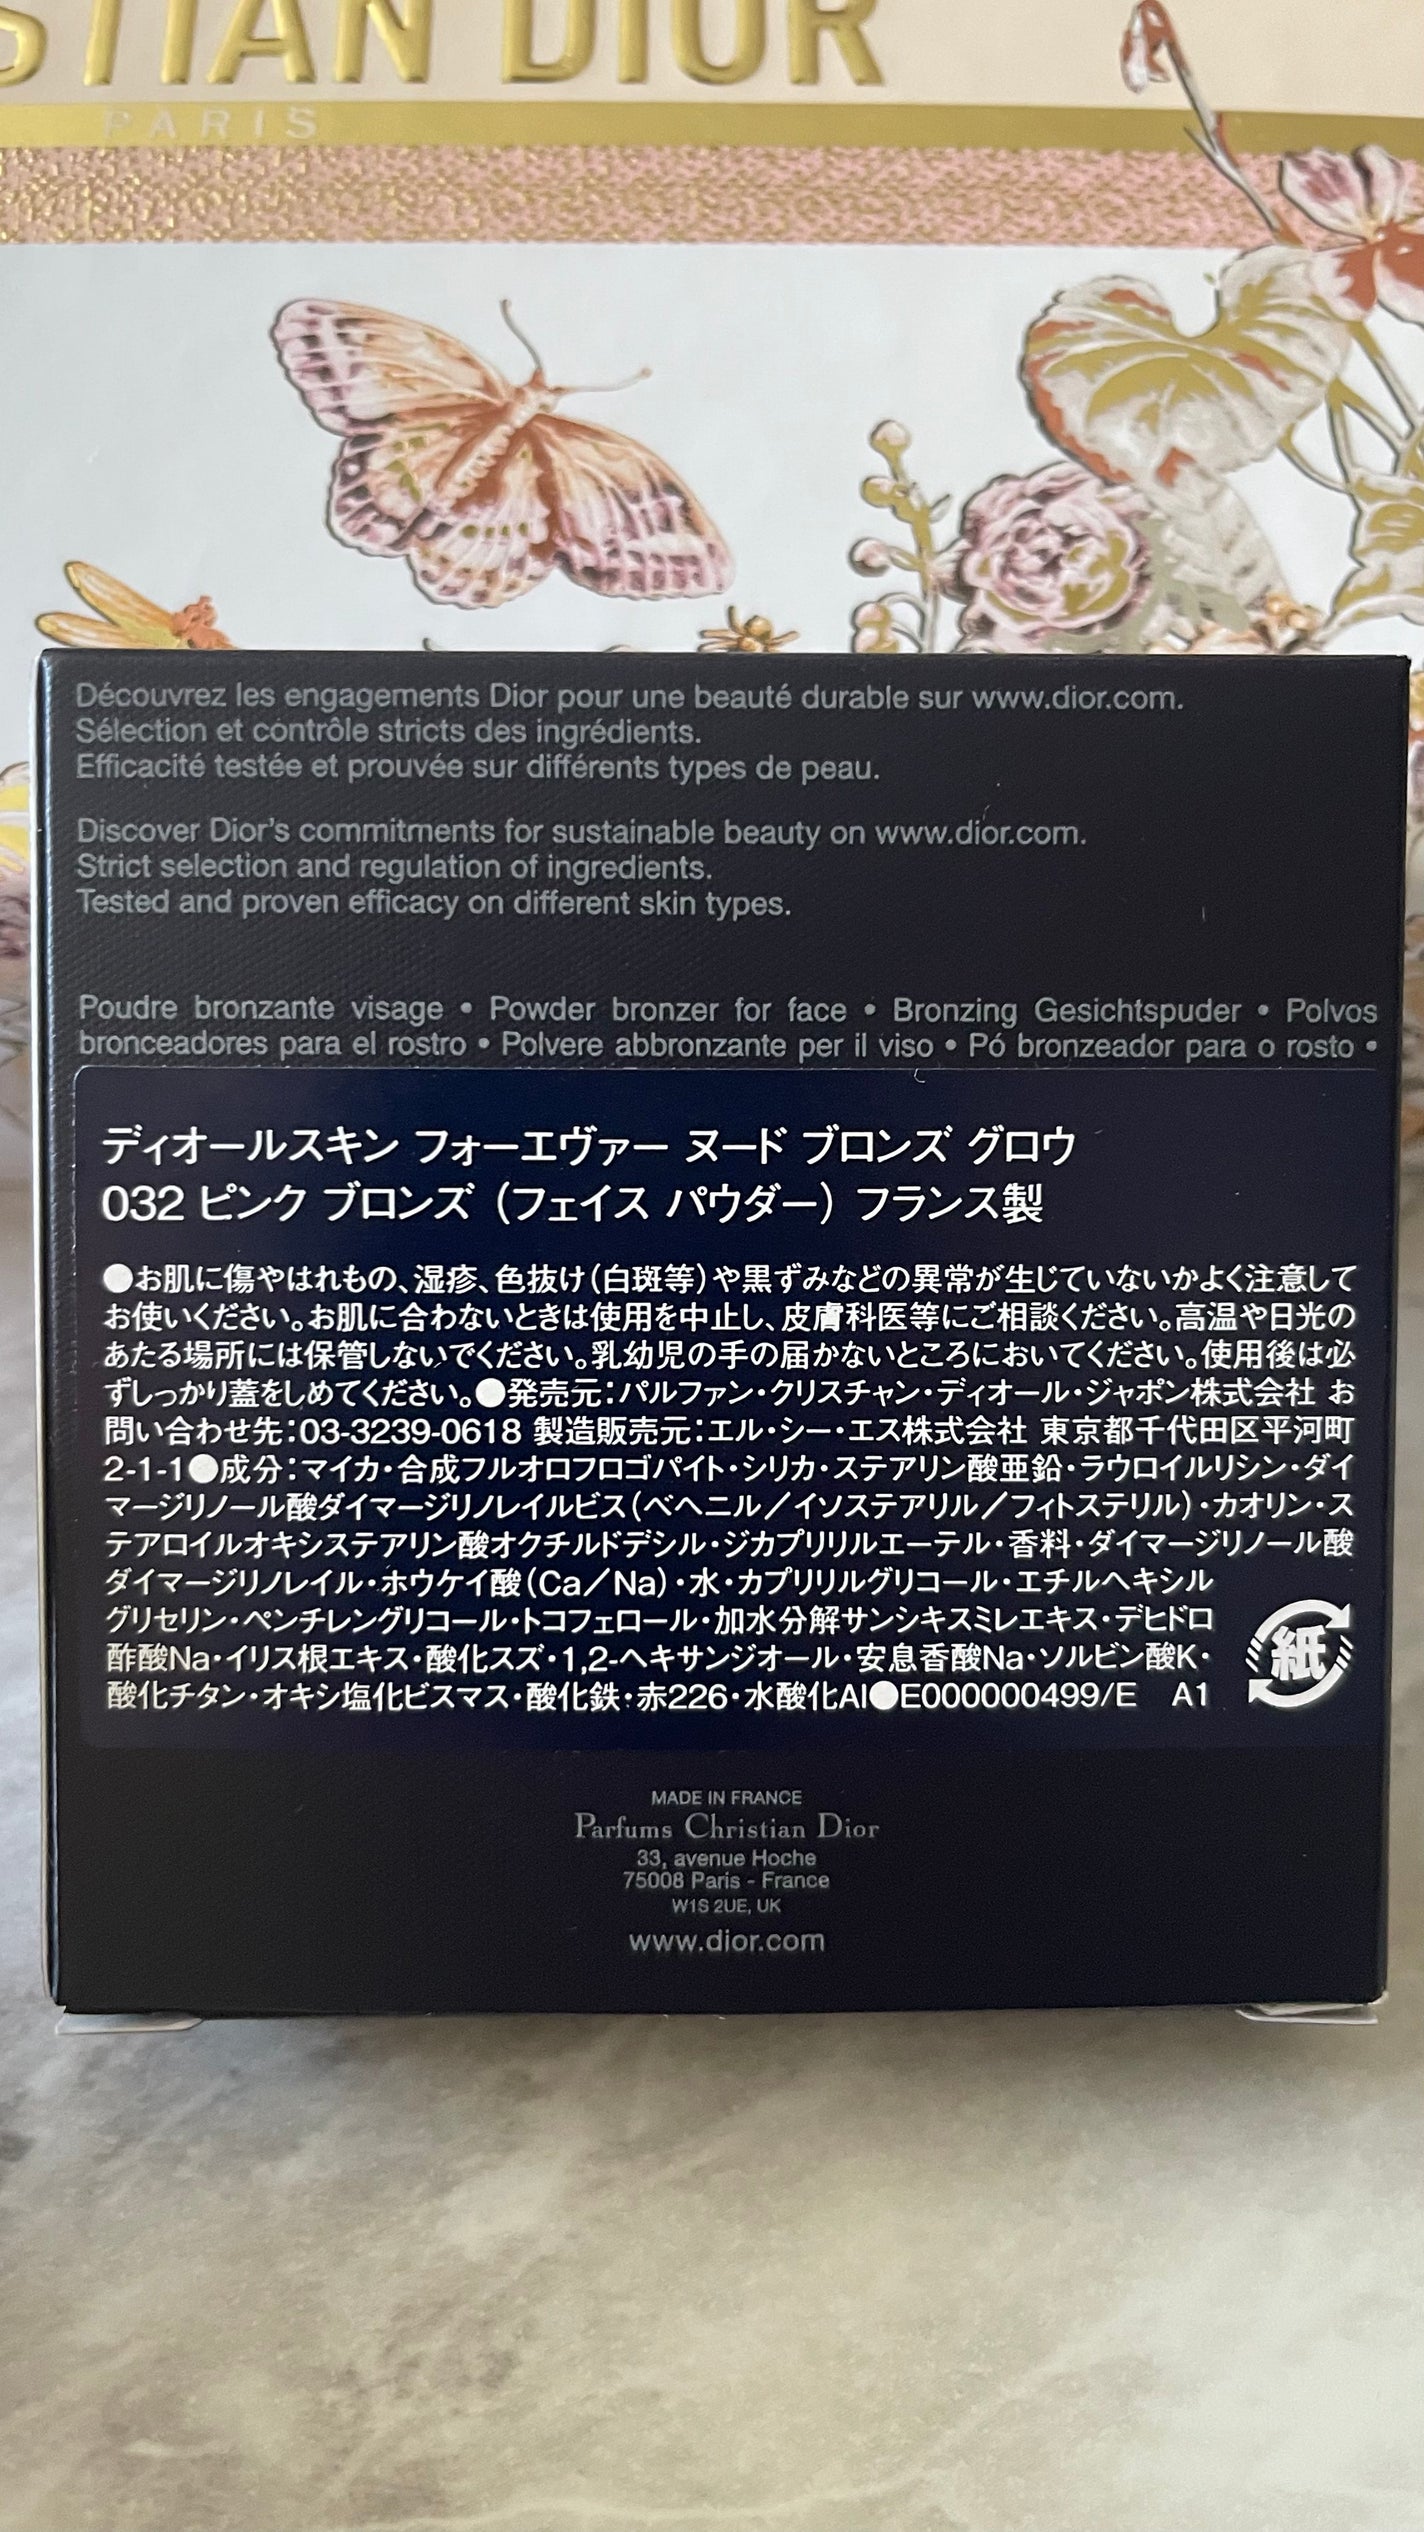 STIAN DIOR
PARIS
Découvrez les engagements Dior pour une beauté durable sur www.dior.com.
Sélection et contrôle stricts des ingrédients.
Efficacité testée et prouvée sur différents types de peau.
Discover Dior's commitments for sustainable beauty on www.dior.com.
Strict selection and regulation of ingredients.
Tested and proven efficacy on different skin types.
Poudre bronzante visage • Powder bronzer for face • Bronzing Gesichtspuder • Polvos
bronceadores para el rostro • Polvere abbronzante per il viso • Pó bronzeador para o rosto •
ディオールスキン フォーエヴァー ヌード ブロンズ グロウ
032 ピンク ブロンズ (フェイス パウダー) フランス製
●お肌に傷やはれもの、湿疹、色抜け(白斑等)や黒ずみなどの異常が生じていないかよく注意して
お使いください。お肌に合わないときは使用を中止し、皮膚科医等にご相談ください。高温や日光の
あたる場所には保管しないでください。乳幼児の手の届かないところにおいてください。使用後は必
ずしっかり蓋をしめてください。●発売元:パルファン・クリスチャン・ディオール・ジャポン株式会社 お
問い合わせ先:03-3239-0618 製造販売元:エル・シー・エス株式会社 東京都千代田区平河町
2-1-1●成分:マイカ・合成フルオロフロゴパイト・シリカ・ステアリン酸亜鉛・ラウロイルリシン・ダイ
マージリノール酸ダイマージリノレイルビス(ベヘニル/イソステアリル/フィトステリル)・カオリン・ス
テアロイルオキシステアリン酸オクチルドデシル・ジカプリリルエーテル・香料・ダイマージリノール酸
ダイマージリノレイル・ホウケイ酸(Ca/Na)・水・カプリリルグリコール・エチルヘキシル
グリセリン・ペンチレングリコール・トコフェロール・加水分解サンシキスミレエキス・デヒドロ
酢酸Na・イリス根エキス・酸化スズ・1,2-ヘキサンジオール・安息香酸Na・ソルビン酸K・
酸化チタン・オキシ塩化ビスマス・酸化鉄・赤226・水酸化Al●E000000499/E A1
紙
MADE IN FRANCE
Parfums Christian Dior
33, avenue Hoche
75008 Paris - France
W1S 2UE, UK
www.dior.com